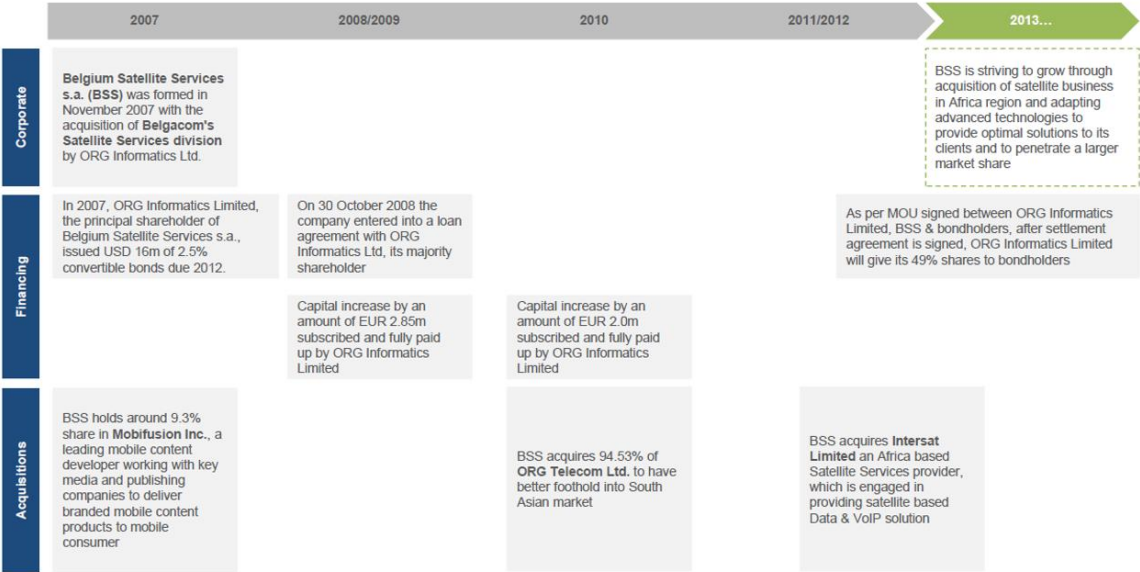 2007
2008/2009
2010
2011/2012
2013…
Corporate
Belgium Satellite Services
s.a. (BSS) was formed in
November 2007 with the
acquisition of Belgacom's
Satellite Services division
by ORG Informatics Ltd.
BSS is striving to grow through
acquisition of satellite business
in Africa region and adapting
advanced technologies to
provide optimal solutions to its
clients and to penetrate a larger
market share
Financing
In 2007, ORG Informatics Limited,
the principal shareholder of
Belgium Satellite Services s.a.,
issued USD 16m of 2.5%
convertible bonds due 2012.
On 30 October 2008 the
company entered into a loan
agreement with ORG
Informatics Ltd, its majority
shareholder
As per MOU signed between ORG Informatics
Limited, BSS & bondholders, after settlement
agreement is signed, ORG Informatics Limited
will give its 49% shares to bondholders
Capital increase by an
amount of EUR 2.85m
subscribed and fully paid
up by ORG Informatics
Limited
Capital increase by an
amount of EUR 2.0m
subscribed and fully paid
up by ORG Informatics
Limited
Acquisitions
BSS holds around 9.3%
share in Mobifusion Inc., a
leading mobile content
developer working with key
media and publishing
companies to deliver
branded mobile content
products to mobile
consumer
BSS acquires 94.53% of
ORG Telecom Ltd. to have
better foothold into South
Asian market
BSS acquires Intersat
Limited an Africa based
Satellite Services provider,
which is engaged in
providing satellite based
Data & VoIP solution